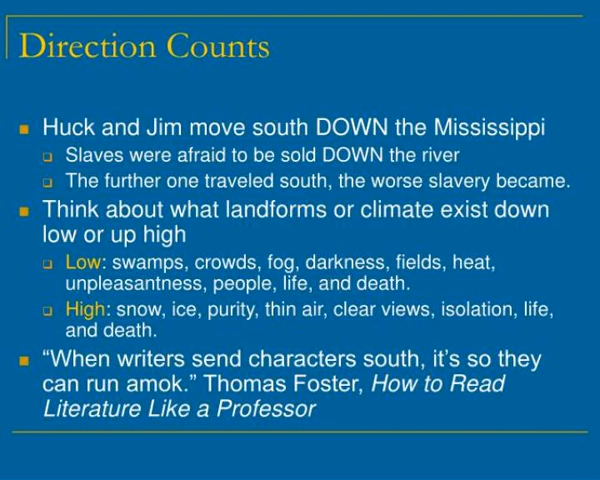 Direction Counts
Huck and Jim move south DOWN the Mississippi
Slaves were afraid to be sold DOWN the river
The further one traveled south, the worse slavery became.
Think about what landforms or climate exist down
low or up high
Low: swamps, crowds, fog, darkness, fields, heat,
unpleasantness, people, life, and death.
High: snow, ice, purity, thin air, clear views, isolation, life,
and death.
“When writers send characters south, it’s so they
can run amok.” Thomas Foster, How to Read
Literature Like a Professor